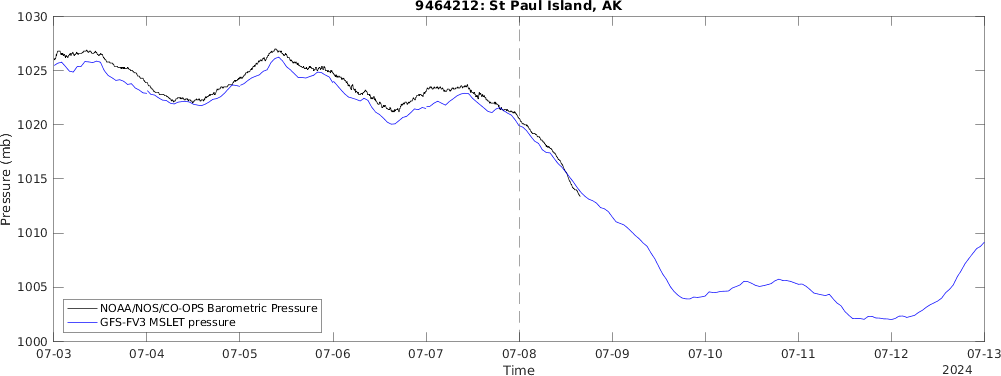 9464212: St Paul Island, AK
1030
1025
1020
1015
1010
1005
1000
Pressure (mb)
NOAA/NOS/CO-OPS Barometric Pressure
GFS-FV3 MSLET pressure
07-03 07-04 07-05 07-06 07-07 07-08 07-09 07-10 07-11 07-12 07-13
Time
2024